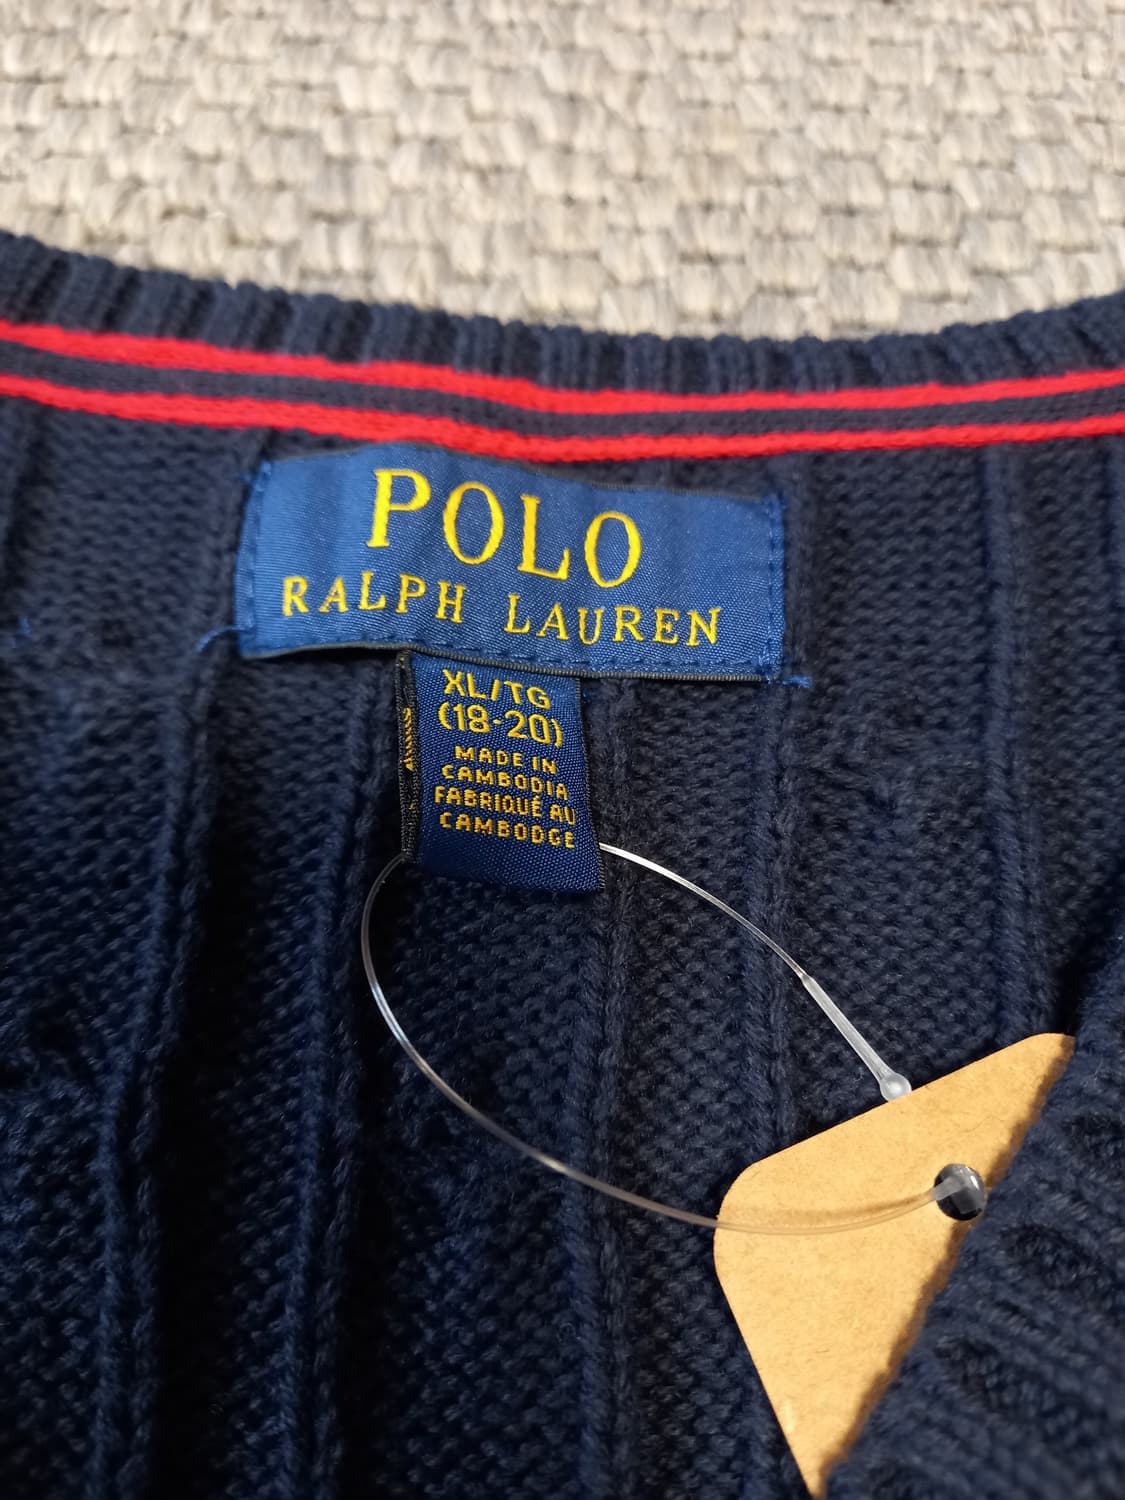 POLO
RALPH LAUREN
XL/TG
(18-20)
MADE IN
CAMBODIA
FABRIQUÉ AU
CAMBODGE